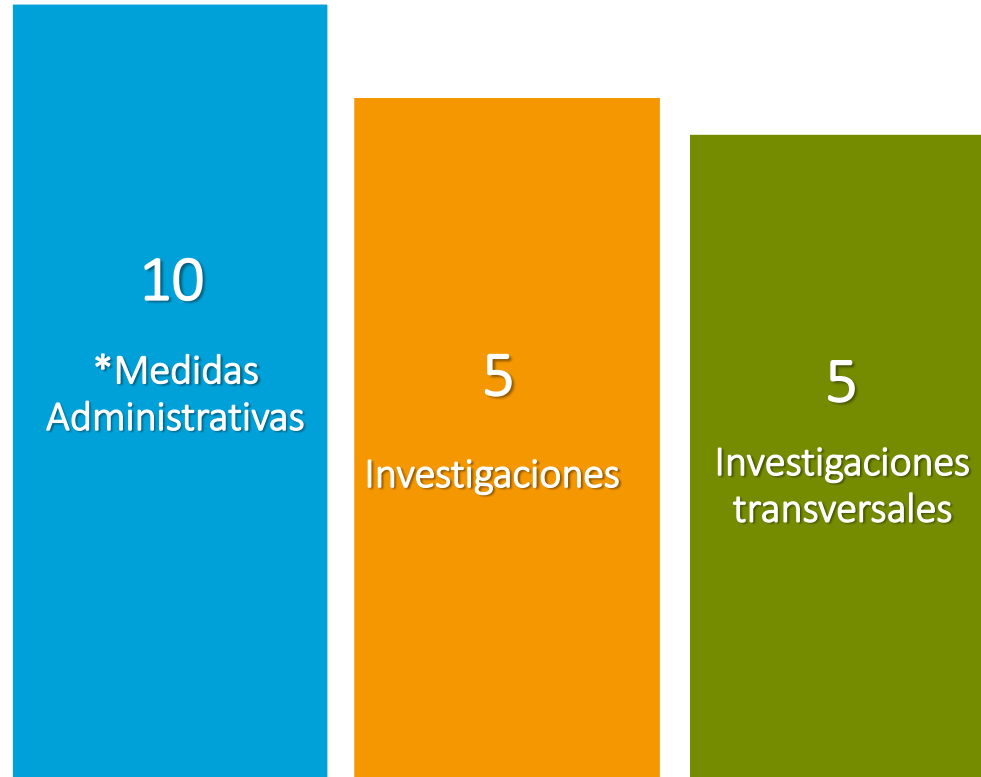 10
*Medidas
Administrativas
5
Investigaciones
5
Investigaciones
transversales